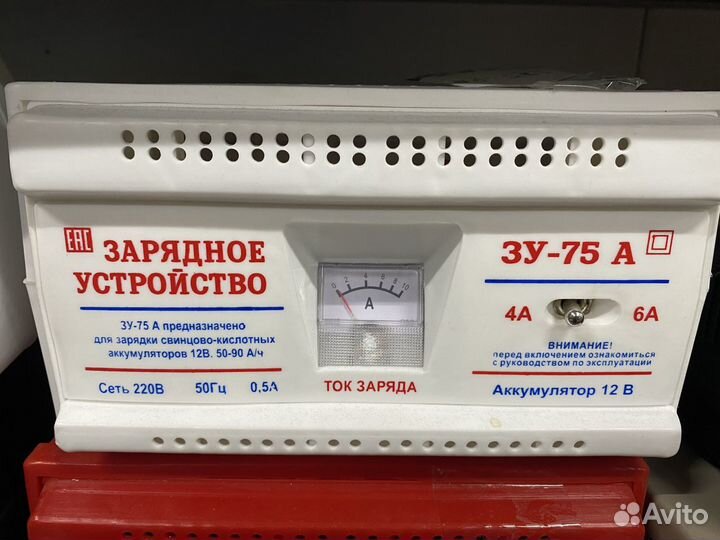 EAC ЗАРЯДНОЕ
УСТРОЙСТВО
ЗУ-75 А предназначено
для зарядки свинцово-кислотных
аккумуляторов 12В. 50-90 А/ч
Сеть 220В 50Гц 0,5А
0 2 4 6 8 10
А
ТОК ЗАРЯДА
ЗУ-75 А
4А 6А
ВНИМАНИЕ!
перед включением ознакомиться
с руководством по эксплуатации
Аккумулятор 12 В
Avito